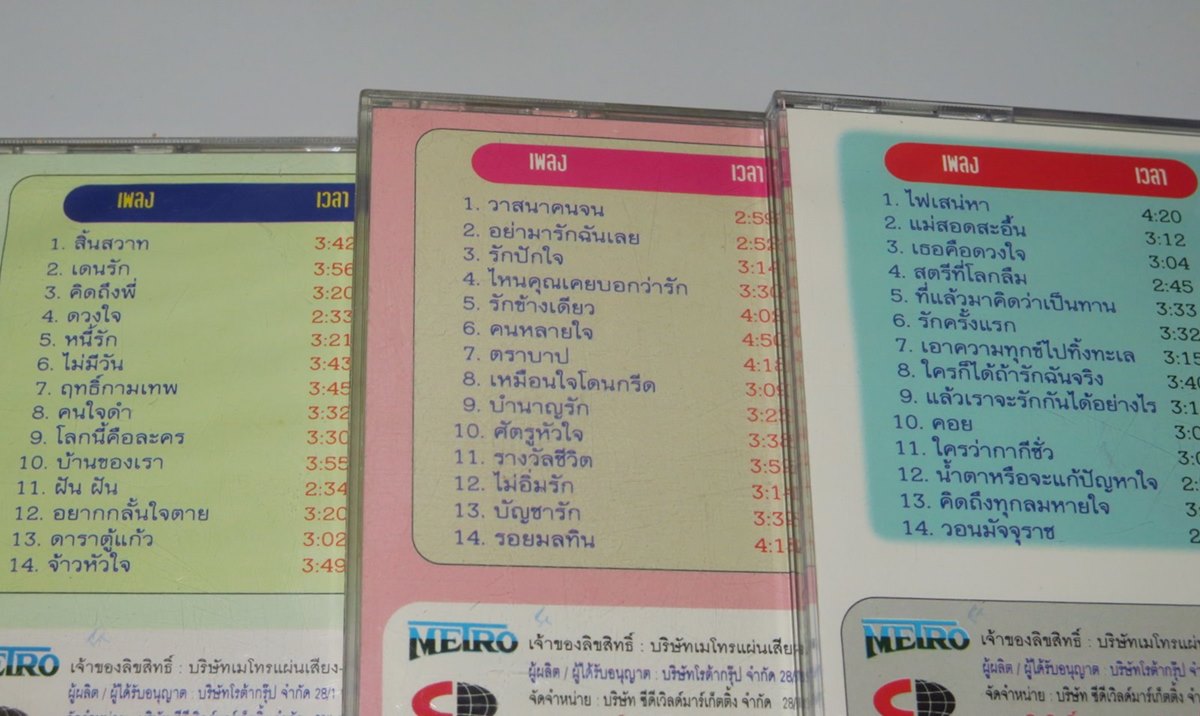 เพลง เวลา
1. สิ้นสวาท 3:42
2. เดนรัก 3:56
3. คิดถึงพี่ 3:20
4. ดวงใจ 2:33
5. หนี้รัก 3:21
6. ไม่มีวัน 3:43
7. ฤทธิ์กามเทพ 3:45
8. คนใจดำ 3:32
9. โลกนี้คือละคร 3:30
10. บ้านของเรา 3:55
11. ฝัน ฝัน 2:34
12. อยากกลั้นใจตาย 3:20
13. ดาราตู้แก้ว 3:02
14. จ้าวหัวใจ 3:49
METRO เจ้าของลิขสิทธิ์ : บริษัทเมโทรแผ่นเสียง
ผู้ผลิต / ผู้ได้รับอนุญาต : บริษัทโรต้ากรุ๊ป จำกัด 28/
เพลง เวลา
1. วาสนาคนจน 2:59
2. อย่ามารักฉันเลย 2:52
3. รักปักใจ 3:14
4. ไหนคุณเคยบอกว่ารัก 3:30
5. รักข้างเดียว 4:02
6. คนหลายใจ 4:50
7. ตราบาป 4:18
8. เหมือนใจโดนกรีด 3:09
9. บำนาญรัก 3:22
10. ศัตรูหัวใจ 3:38
11. รางวัลชีวิต 3:59
12. ไม่อิ่มรัก 3:14
13. บัญชารัก 3:39
14. รอยมลทิน 4:18
METRO เจ้าของลิขสิทธิ์ : บริษัทเมโทรแผ่นเสียง
ผู้ผลิต / ผู้ได้รับอนุญาต : บริษัทโรต้ากรุ๊ป จำกัด 28/
จัดจำหน่าย : บริษัท ซีดีเวิลด์มาร์เก็ตติ้ง จำกัด 28/
เพลง เวลา
1. ไฟเสน่หา 4:20
2. แม่สอดสะอื้น 3:12
3. เธอคือดวงใจ 3:04
4. สตรีที่โลกลืม 2:45
5. ที่แล้วมาคิดว่าเป็นทาน 3:33
6. รักครั้งแรก 3:32
7. เอาความทุกข์ไปทิ้งทะเล 3:15
8. ใครก็ได้ถ้ารักฉันจริง 3:4
9. แล้วเราจะรักกันได้อย่างไร 3:1
10. คอย 3:0
11. ใครว่ากากีชั่ว 3:0
12. น้ำตาหรือจะแก้ปัญหาใจ 2:
13. คิดถึงทุกลมหายใจ 3:
14. วอนมัจจุราช 2
METRO เจ้าของลิขสิทธิ์ : บริษัทเมโทรแผ่น
ผู้ผลิต / ผู้ได้รับอนุญาต : บริษัทโรต้ากรุ๊ป
จัดจำหน่าย : บริษัท ซีดีเวิลด์มาร์เก็ตติ้ง